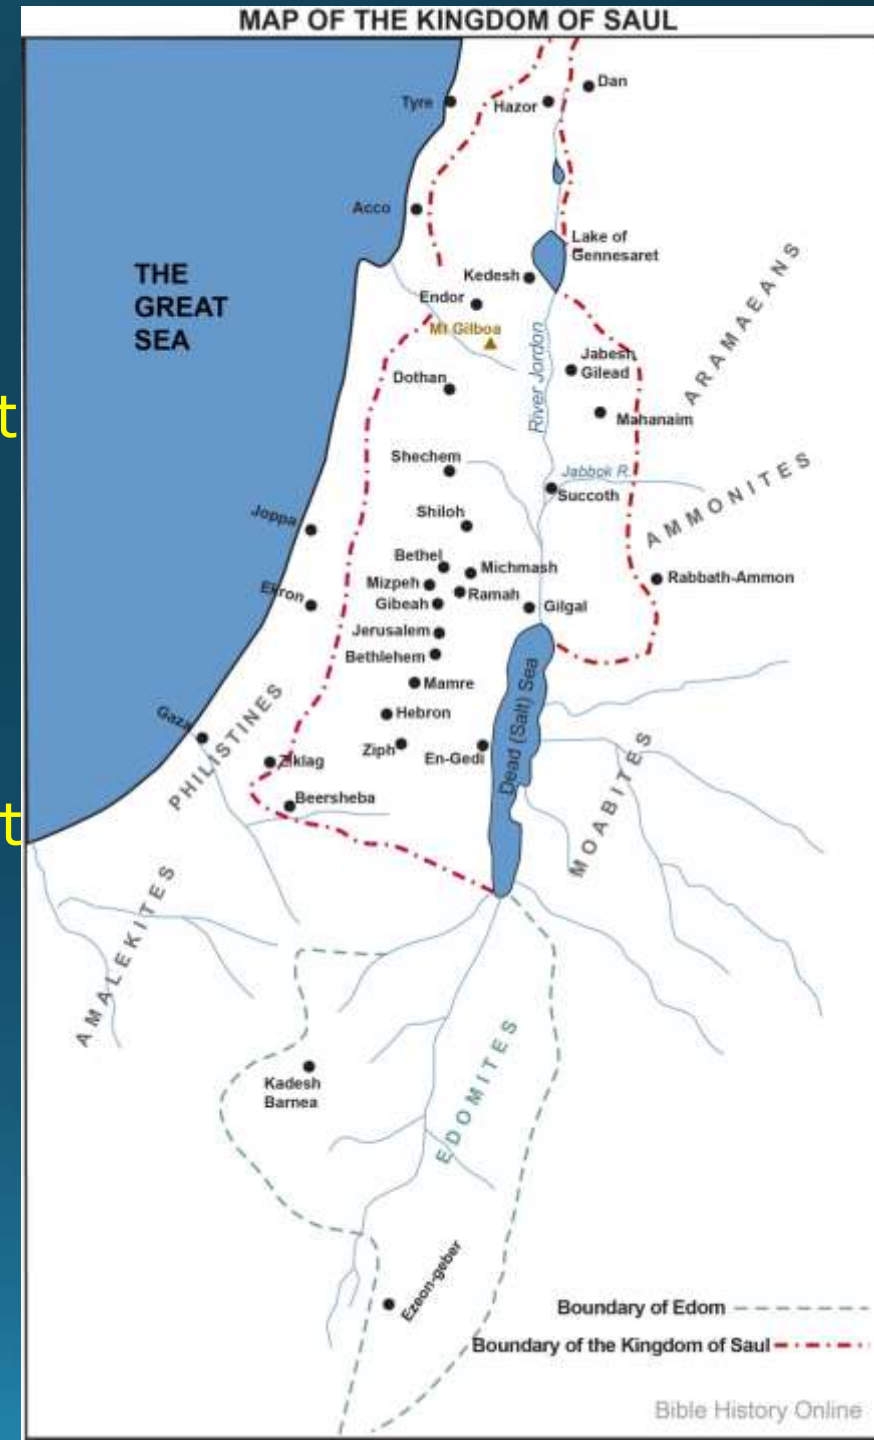 MAP OF THE KINGDOM OF SAUL
Dan
Tyre
Hazor
Acco
Lake of
Gennesaret
THE
GREAT
SEA
Kedesh
Endor
Mt Gilboa
ARAMAEANS
River Jordon
Jabesh
Gilead
Dothan
t
Mahanaim
Shechem
Jabbok R.
Succoth
AMMONITES
Joppa
Shiloh
Bethel
Michmash
Mizpeh
Ramah
Rabbath-Ammon
Ekron
Gibeah
Gilgal
Jerusalem
Bethlehem
Mamre
Dead (Salt) Sea
Hebron
Gaza
PHILISTINES
Ziph
En-Gedi
Ziklag
Beersheba
MOABITES
t
AMALEKITES
EDOMITES
Kadesh
Barnea
Ezeon-geber
Boundary of Edom
Boundary of the Kingdom of Saul
Bible History Online